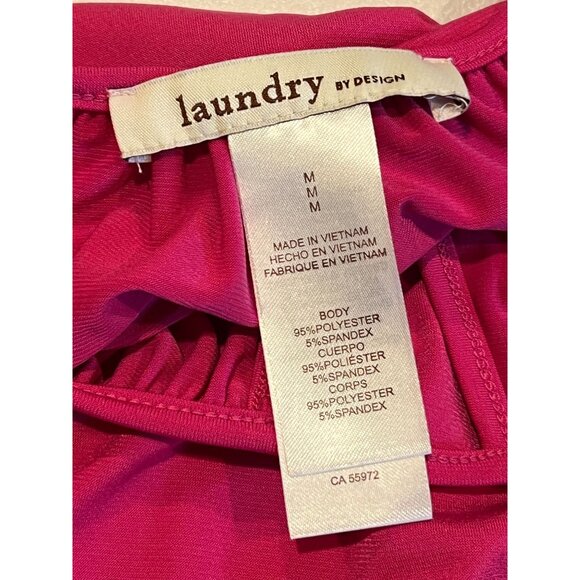 laundry BY DESIGN
M
M
M
MADE IN VIETNAM
HECHO EN VIETNAM
FABRIQUE EN VIETNAM
BODY
95%POLYESTER
5%SPANDEX
CUERPO
95%POLIÉSTER
5%SPANDEX
CORPS
95%POLYESTER
5%SPANDEX
CA 55972